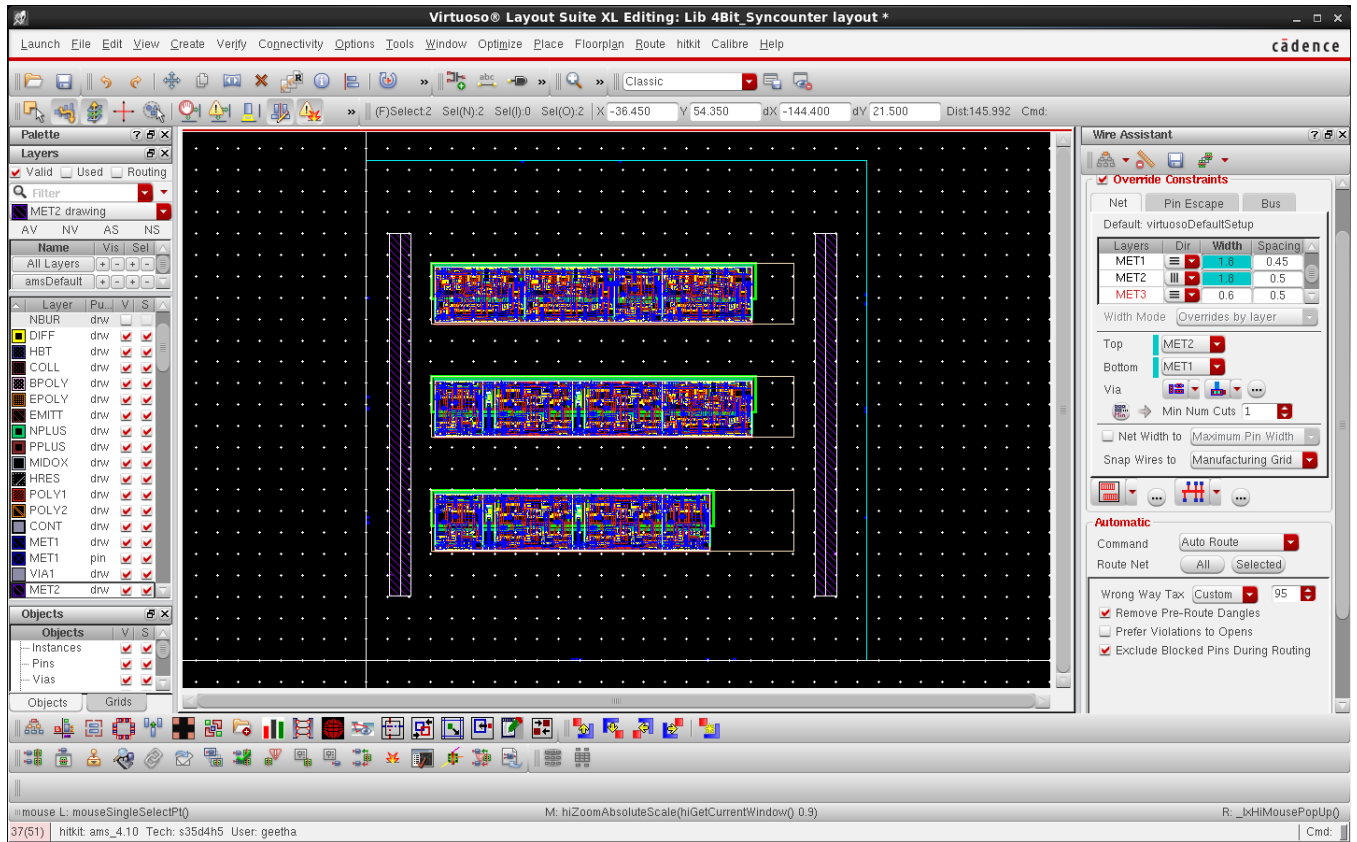 Virtuoso® Layout Suite XL Editing: Lib 4Bit_Syncounter layout *
Launch File Edit View Create Verify Connectivity Options Tools Window Optimize Place Floorplan Route hitkit Calibre Help
cādence
» abc » » Classic
» (F)Select:2 Sel(N):2 Sel(I):0 Sel(O):2 X -36.450 Y 54.350 dX -144.400 dY 21.500 Dist:145.992 Cmd:
Palette
Layers
Valid Used Routing
Filter
MET2 drawing
AV NV AS NS
Name Vis Sel
All Layers + - + -
amsDefault + - + -
Layer Pu... V S
NBUR drw
DIFF drw
HBT drw
COLL drw
BPOLY drw
EPOLY drw
EMITT drw
NPLUS drw
PPLUS drw
MIDOX drw
HRES drw
POLY1 drw
POLY2 drw
CONT drw
MET1 drw
MET1 pin
VIA1 drw
MET2 drw
Objects
Objects V S
Instances
Pins
Vias
Objects Grids
Wire Assistant
Override Constraints
Net Pin Escape Bus
Default: virtuosoDefaultSetup
Layers Dir Width Spacing
MET1 1.8 0.45
MET2 1.8 0.5
MET3 0.6 0.5
Width Mode Overrides by layer
Top MET2
Bottom MET1
Via ...
Min Num Cuts 1
Net Width to Maximum Pin Width
Snap Wires to Manufacturing Grid
... ...
Automatic
Command Auto Route
Route Net All Selected
Wrong Way Tax Custom 95
Remove Pre-Route Dangles
Prefer Violations to Opens
Exclude Blocked Pins During Routing
mouse L: mouseSingleSelectPt() M: hiZoomAbsoluteScale(hiGetCurrentWindow() 0.9) R: _lxHiMousePopUp()
37(51) hitkit: ams_4.10 Tech: s35d4h5 User: geetha Cmd: